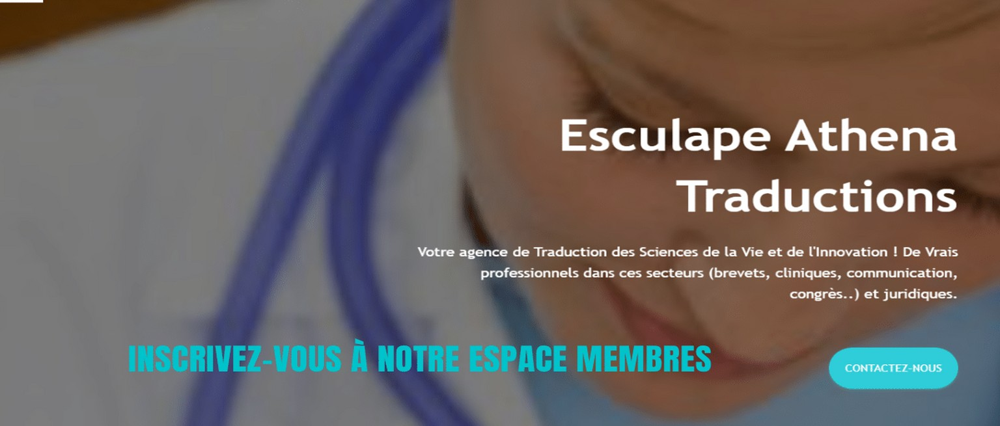 Esculape Athena
Traductions
Votre agence de Traduction des Sciences de la Vie et de l'Innovation ! De Vrais
professionnels dans ces secteurs (brevets, cliniques, communication,
congrès..) et juridiques.
INSCRIVEZ-VOUS À NOTRE ESPACE MEMBRES
CONTACTEZ-NOUS